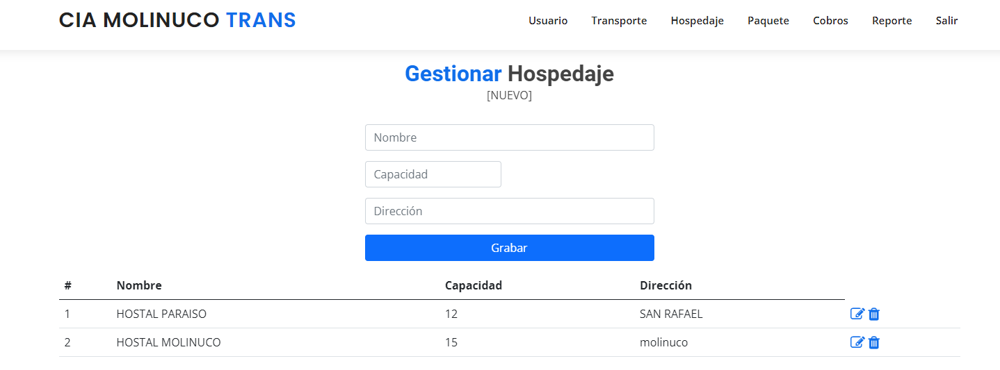 CIA MOLINUCO TRANS
Usuario Transporte Hospedaje Paquete Cobros Reporte Salir
Gestionar Hospedaje
[NUEVO]
Nombre
Capacidad
Dirección
Grabar
# Nombre Capacidad Dirección
1 HOSTAL PARAISO 12 SAN RAFAEL
2 HOSTAL MOLINUCO 15 molinuco